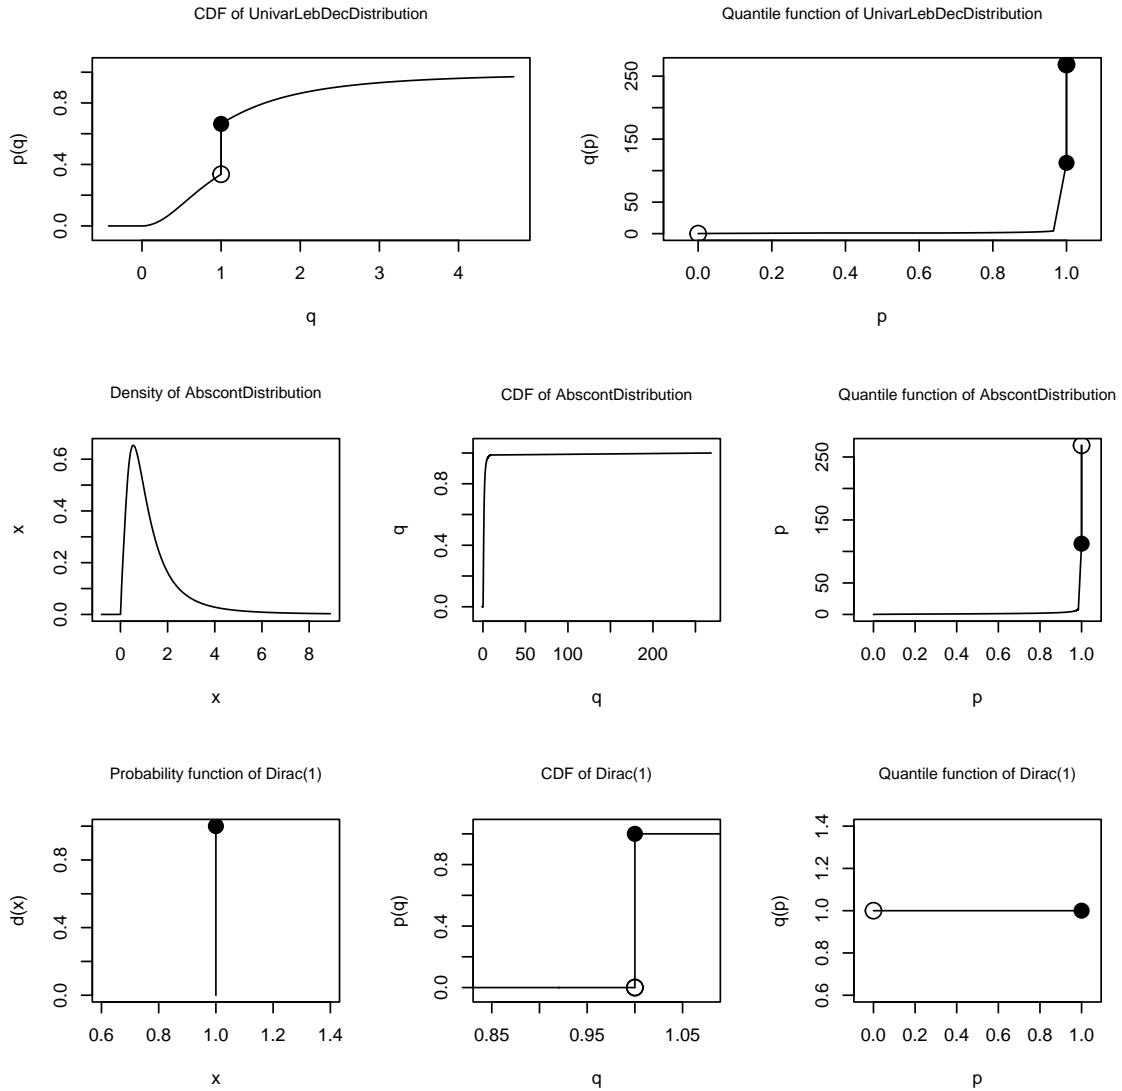 CDF of UnivarLebDecDistribution
p(q)
0.0 0.4 0.8
0 1 2 3 4
q
Quantile function of UnivarLebDecDistribution
q(p)
0 50 150 250
0.0 0.2 0.4 0.6 0.8 1.0
p
Density of AbscontDistribution
x
0.0 0.2 0.4 0.6
0 2 4 6 8
x
CDF of AbscontDistribution
q
0.0 0.4 0.8
0 50 100 200
q
Quantile function of AbscontDistribution
p
0 50 150 250
0.0 0.2 0.4 0.6 0.8 1.0
p
Probability function of Dirac(1)
d(x)
0.0 0.4 0.8
0.6 0.8 1.0 1.2 1.4
x
CDF of Dirac(1)
p(q)
0.0 0.4 0.8
0.85 0.95 1.05
q
Quantile function of Dirac(1)
q(p)
0.6 0.8 1.0 1.2 1.4
0.0 0.2 0.4 0.6 0.8 1.0
p